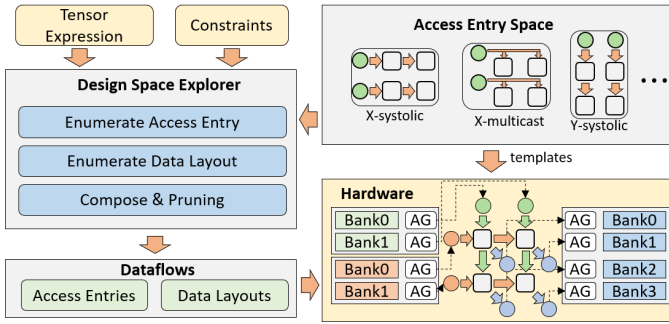 Tensor
Expression
Constraints
Design Space Explorer
Enumerate Access Entry
Enumerate Data Layout
Compose & Pruning
Dataflows
Access Entries
Data Layouts
Access Entry Space
X-systolic
X-multicast
Y-systolic
templates
Hardware
Bank0 AG
Bank1 AG
Bank0 AG
Bank1 AG
AG Bank0
AG Bank1
AG Bank2
AG Bank3